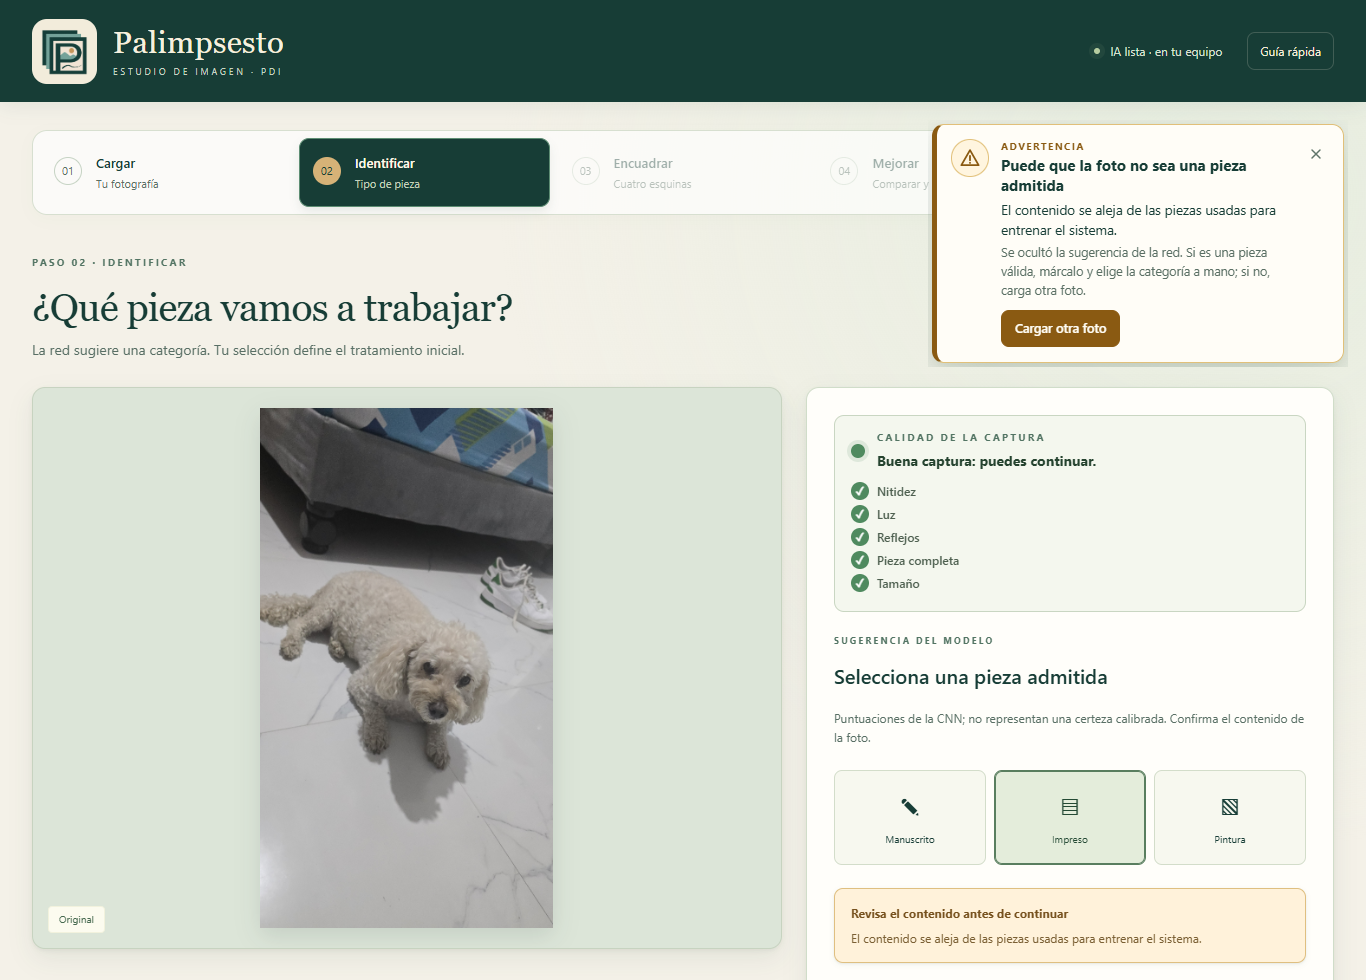 Palimpsesto
ESTUDIO DE IMAGEN · PDI
IA lista · en tu equipo
Guía rápida
01
Cargar
Tu fotografía
02
Identificar
Tipo de pieza
03
Encuadrar
Cuatro esquinas
04
Mejorar
Comparar y
ADVERTENCIA
Puede que la foto no sea una pieza
admitida
El contenido se aleja de las piezas usadas para
entrenar el sistema.
Se ocultó la sugerencia de la red. Si es una pieza
válida, márcalo y elige la categoría a mano; si no,
carga otra foto.
Cargar otra foto
PASO 02 · IDENTIFICAR
¿Qué pieza vamos a trabajar?
La red sugiere una categoría. Tu selección define el tratamiento inicial.
Original
CALIDAD DE LA CAPTURA
Buena captura: puedes continuar.
Nitidez
Luz
Reflejos
Pieza completa
Tamaño
SUGERENCIA DEL MODELO
Selecciona una pieza admitida
Puntuaciones de la CNN; no representan una certeza calibrada. Confirma el contenido de
la foto.
Manuscrito
Impreso
Pintura
Revisa el contenido antes de continuar
El contenido se aleja de las piezas usadas para entrenar el sistema.